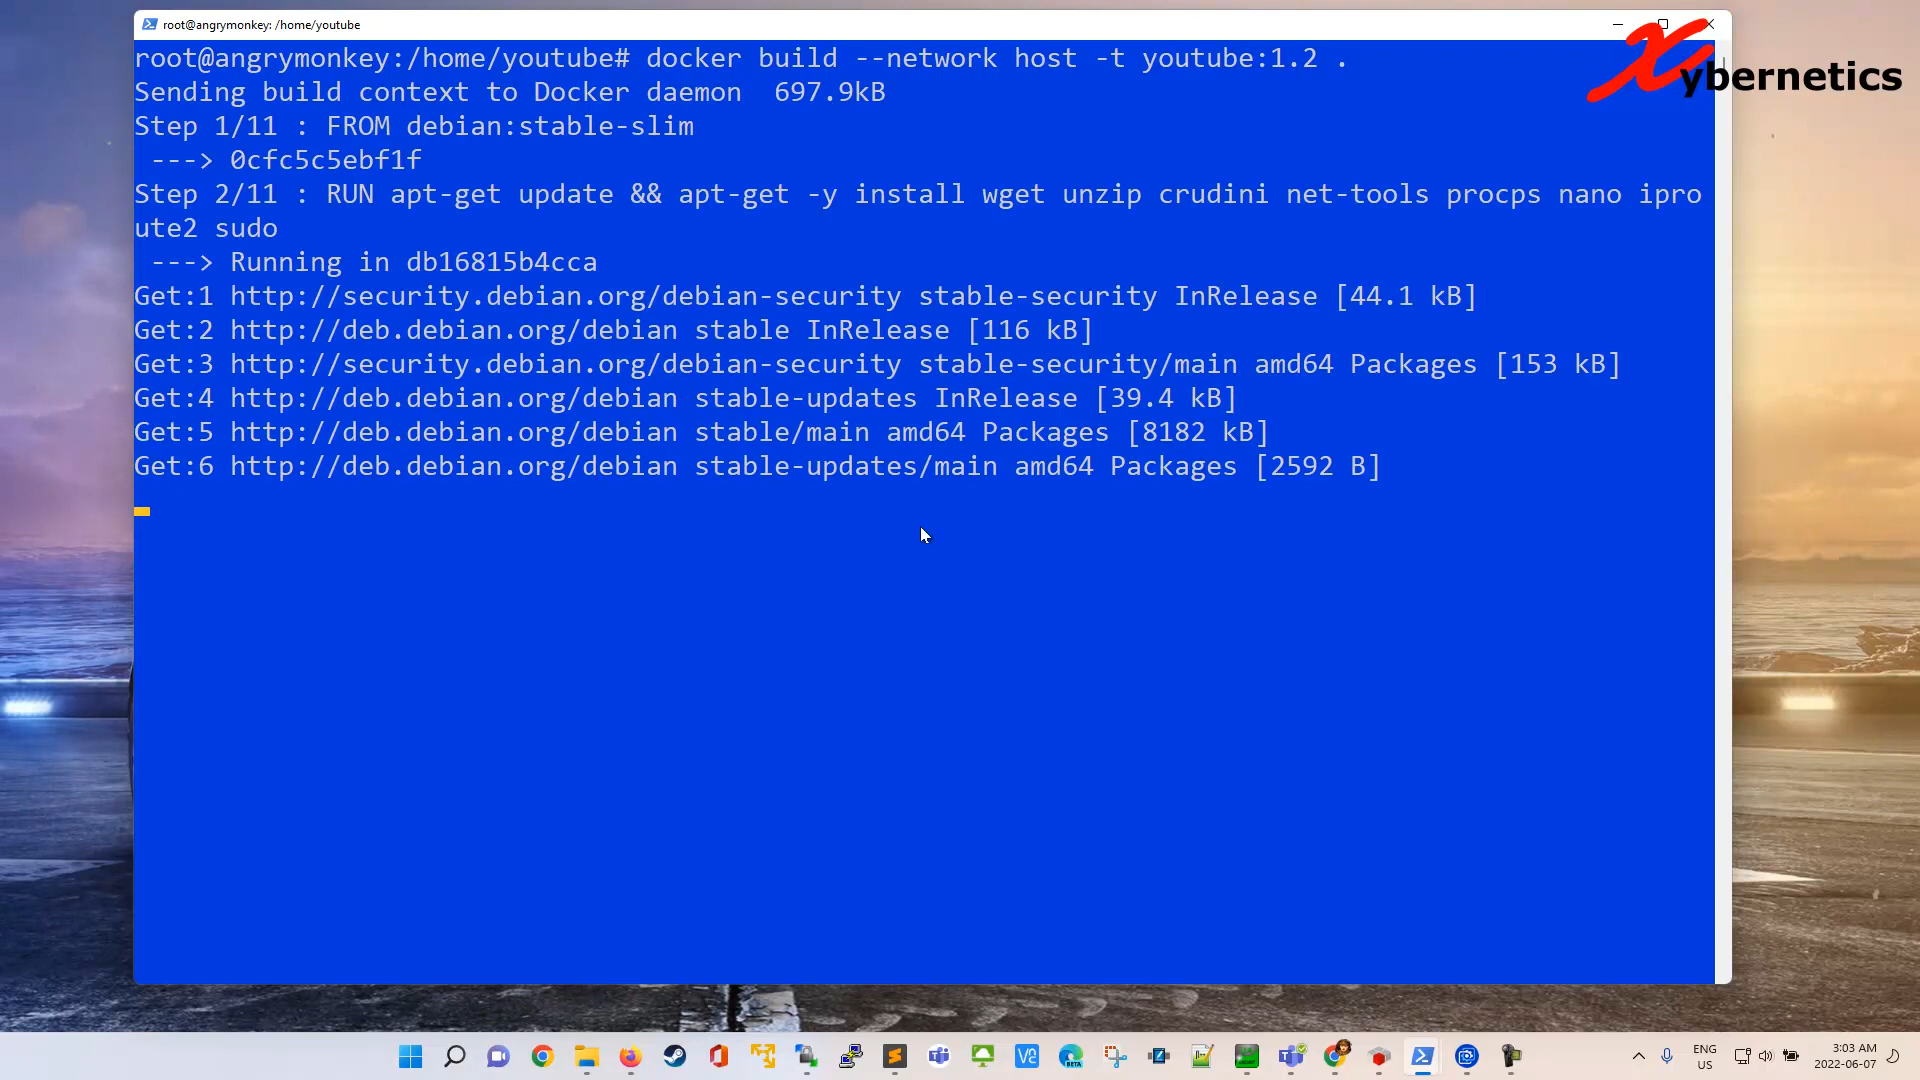 root@angrymonkey: /home/youtube
root@angrymonkey:/home/youtube# docker build --network host -t youtube:1.2 .
Sending build context to Docker daemon  697.9kB
Step 1/11 : FROM debian:stable-slim
 ---> 0cfc5c5ebf1f
Step 2/11 : RUN apt-get update && apt-get -y install wget unzip crudini net-tools procps nano ipro
ute2 sudo
 ---> Running in db16815b4cca
Get:1 http://security.debian.org/debian-security stable-security InRelease [44.1 kB]
Get:2 http://deb.debian.org/debian stable InRelease [116 kB]
Get:3 http://security.debian.org/debian-security stable-security/main amd64 Packages [153 kB]
Get:4 http://deb.debian.org/debian stable-updates InRelease [39.4 kB]
Get:5 http://deb.debian.org/debian stable/main amd64 Packages [8182 kB]
Get:6 http://deb.debian.org/debian stable-updates/main amd64 Packages [2592 B]
Xybernetics
BETA
ENG
US
3:03 AM
2022-06-07